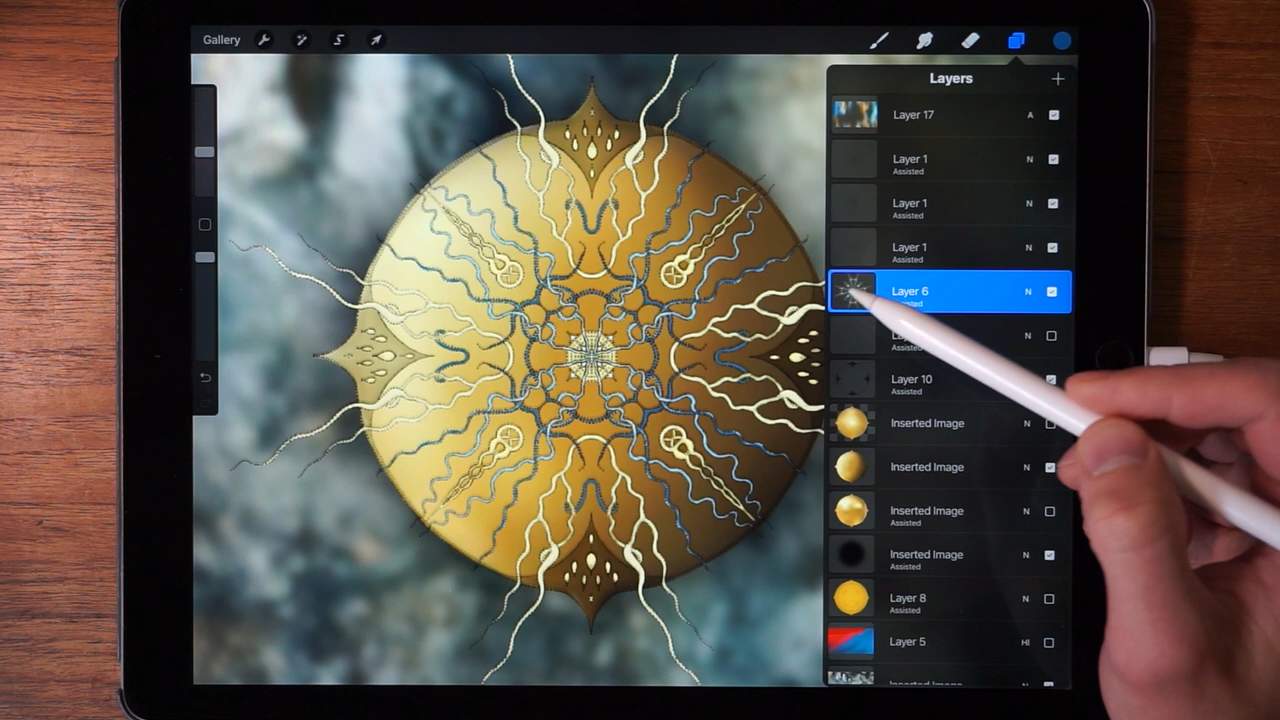 Gallery
Layers
Layer 17
A
Layer 1
N
Assisted
Layer 1
N
Assisted
Layer 1
N
Assisted
Layer 6
N
N
Layer 10
Assisted
Inserted Image
N
Inserted Image
N
Inserted Image
N
Assisted
Inserted Image
N
Assisted
Layer 8
N
Assisted
Layer 5
HI